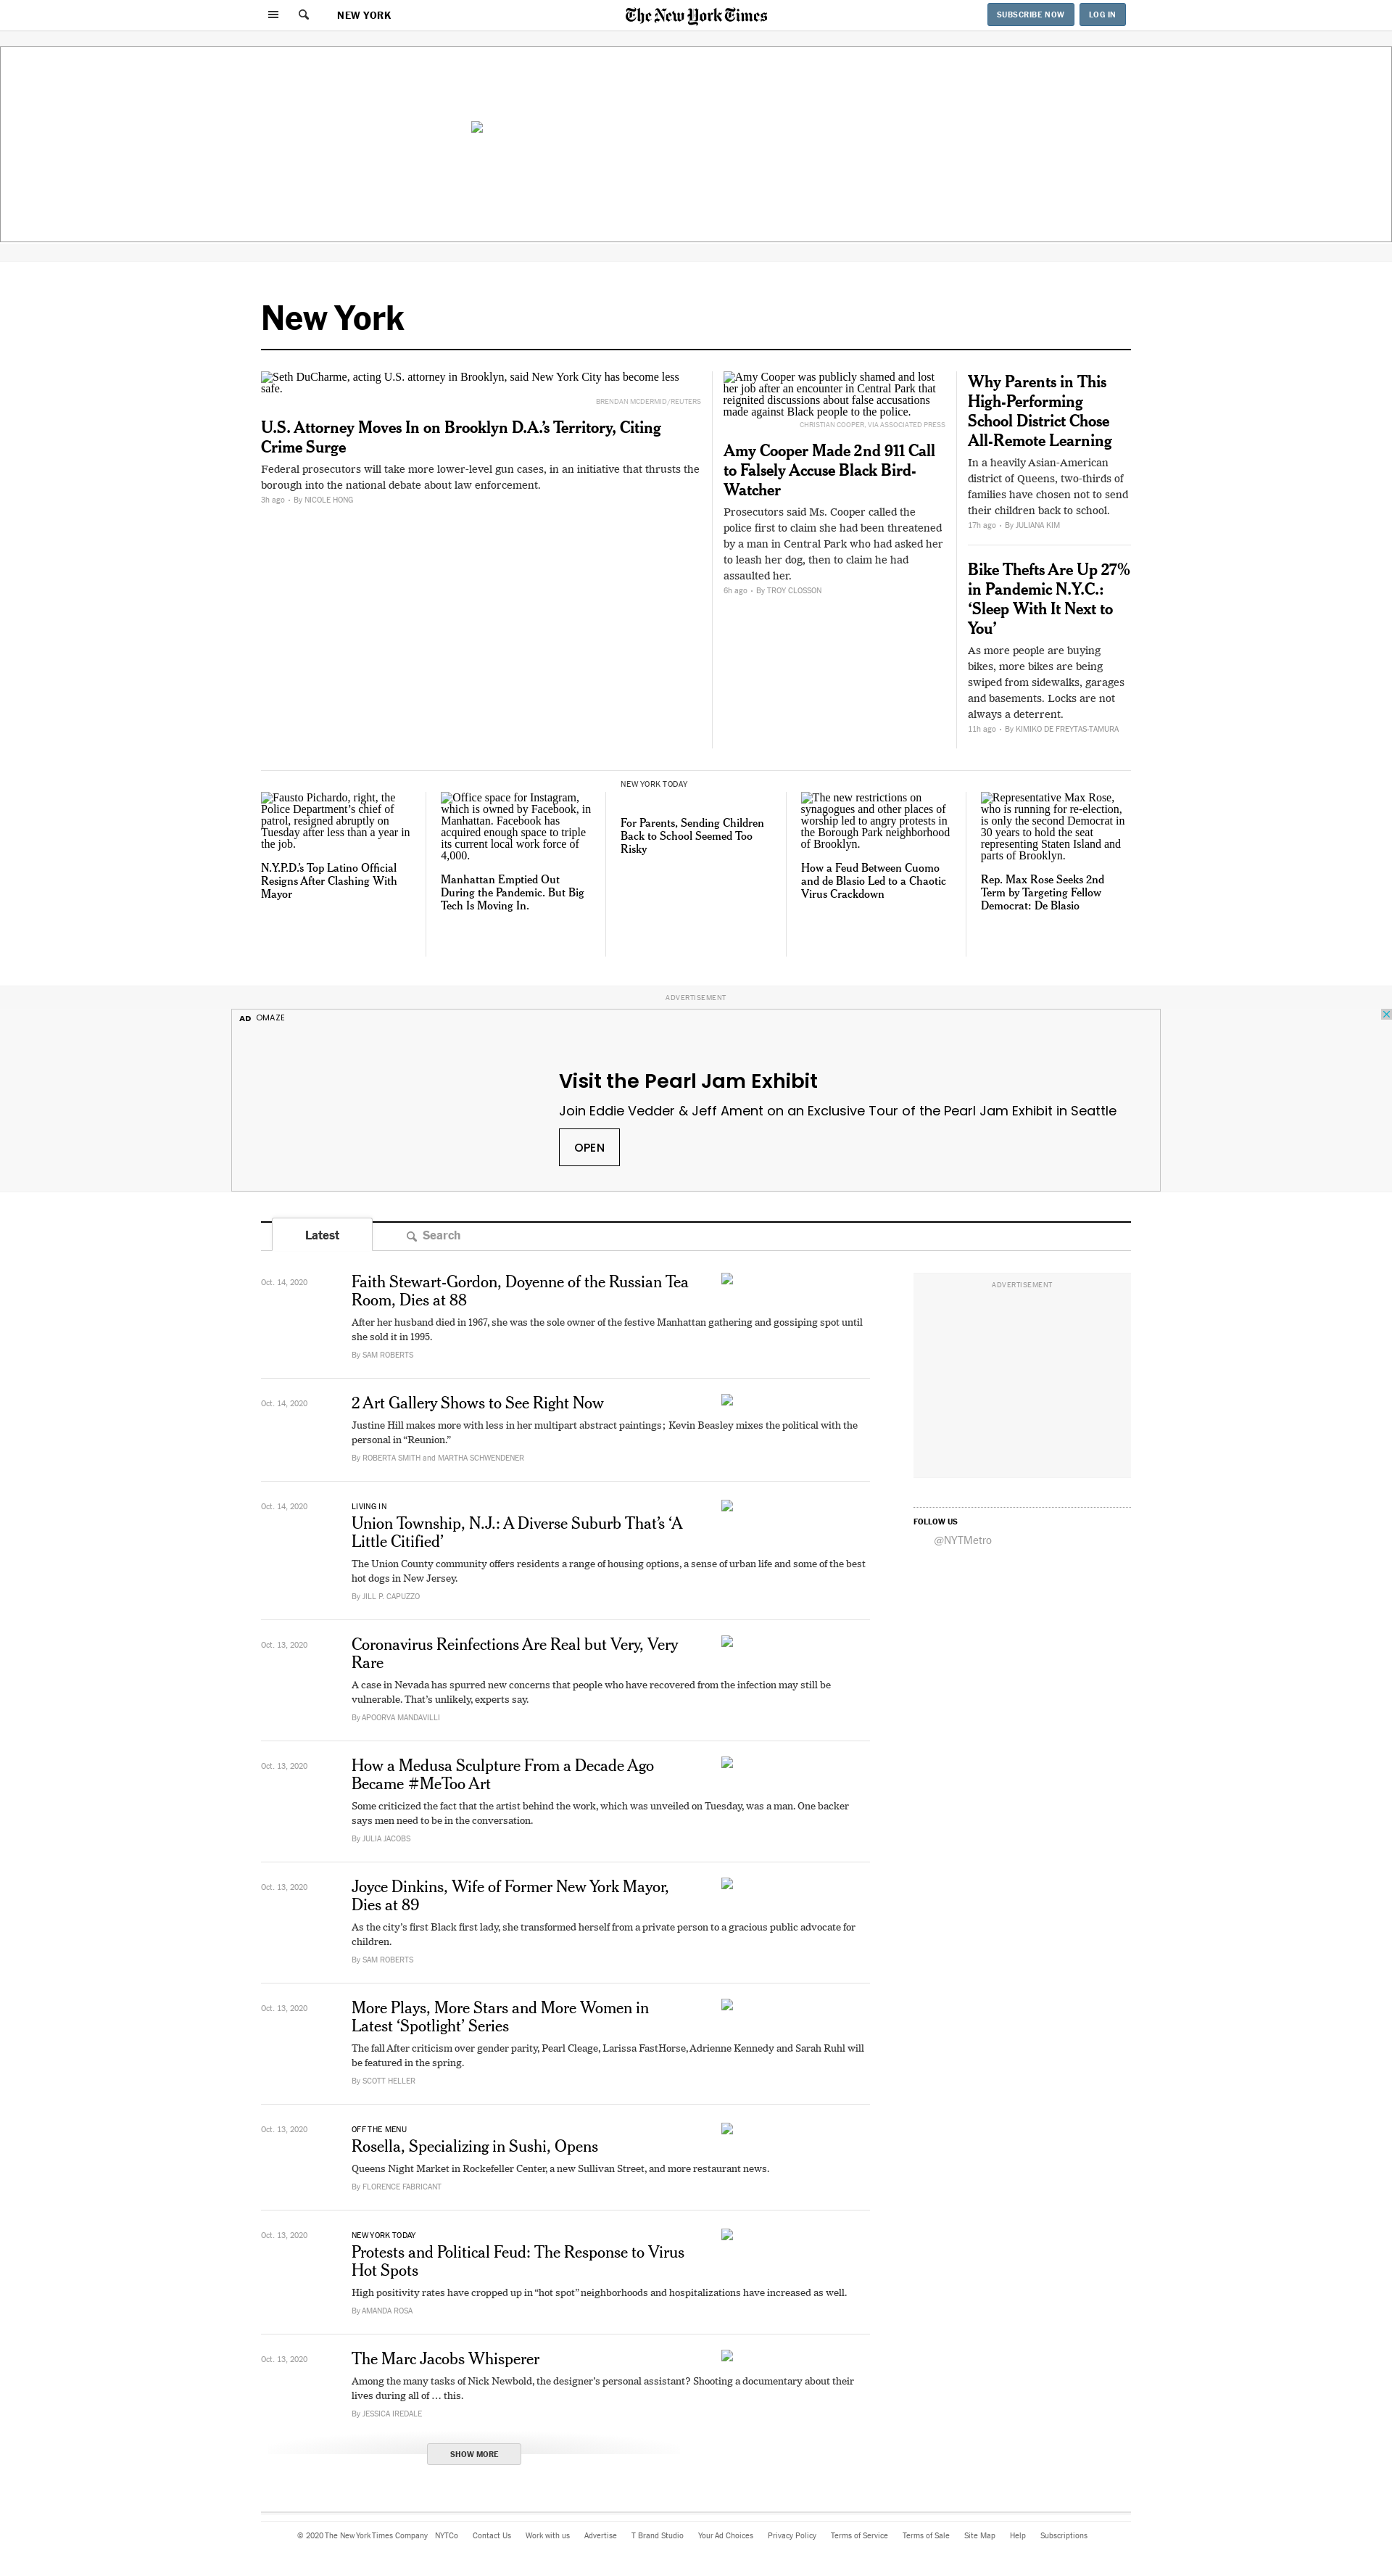 NEW YORK
The New York Times
SUBSCRIBE NOW
LOG IN
New York
Seth DuCharme, acting U.S. attorney in Brooklyn, said New York City has become less
safe.
BRENDAN MCDERMID/REUTERS
U.S. Attorney Moves In on Brooklyn D.A.’s Territory, Citing
Crime Surge
Federal prosecutors will take more lower-level gun cases, in an initiative that thrusts the
borough into the national debate about law enforcement.
3h ago • By NICOLE HONG
Amy Cooper was publicly shamed and lost
her job after an encounter in Central Park that
reignited discussions about false accusations
made against Black people to the police.
CHRISTIAN COOPER, VIA ASSOCIATED PRESS
Amy Cooper Made 2nd 911 Call
to Falsely Accuse Black Bird-
Watcher
Prosecutors said Ms. Cooper called the
police first to claim she had been threatened
by a man in Central Park who had asked her
to leash her dog, then to claim he had
assaulted her.
6h ago • By TROY CLOSSON
Why Parents in This
High-Performing
School District Chose
All-Remote Learning
In a heavily Asian-American
district of Queens, two-thirds of
families have chosen not to send
their children back to school.
17h ago • By JULIANA KIM
Bike Thefts Are Up 27%
in Pandemic N.Y.C.:
‘Sleep With It Next to
You’
As more people are buying
bikes, more bikes are being
swiped from sidewalks, garages
and basements. Locks are not
always a deterrent.
11h ago • By KIMIKO DE FREYTAS-TAMURA
Fausto Pichardo, right, the
Police Department’s chief of
patrol, resigned abruptly on
Tuesday after less than a year in
the job.
N.Y.P.D.’s Top Latino Official
Resigns After Clashing With
Mayor
Office space for Instagram,
which is owned by Facebook, in
Manhattan. Facebook has
acquired enough space to triple
its current local work force of
4,000.
Manhattan Emptied Out
During the Pandemic. But Big
Tech Is Moving In.
NEW YORK TODAY
For Parents, Sending Children
Back to School Seemed Too
Risky
The new restrictions on
synagogues and other places of
worship led to angry protests in
the Borough Park neighborhood
of Brooklyn.
How a Feud Between Cuomo
and de Blasio Led to a Chaotic
Virus Crackdown
Representative Max Rose,
who is running for re-election,
is only the second Democrat in
30 years to hold the seat
representing Staten Island and
parts of Brooklyn.
Rep. Max Rose Seeks 2nd
Term by Targeting Fellow
Democrat: De Blasio
ADVERTISEMENT
AD OMAZE
Visit the Pearl Jam Exhibit
Join Eddie Vedder & Jeff Ament on an Exclusive Tour of the Pearl Jam Exhibit in Seattle
OPEN
Latest
Search
Oct. 14, 2020
Faith Stewart-Gordon, Doyenne of the Russian Tea
Room, Dies at 88
After her husband died in 1967, she was the sole owner of the festive Manhattan gathering and gossiping spot until
she sold it in 1995.
By SAM ROBERTS
Oct. 14, 2020
2 Art Gallery Shows to See Right Now
Justine Hill makes more with less in her multipart abstract paintings; Kevin Beasley mixes the political with the
personal in “Reunion.”
By ROBERTA SMITH and MARTHA SCHWENDENER
Oct. 14, 2020
LIVING IN
Union Township, N.J.: A Diverse Suburb That’s ‘A
Little Citified’
The Union County community offers residents a range of housing options, a sense of urban life and some of the best
hot dogs in New Jersey.
By JILL P. CAPUZZO
Oct. 13, 2020
Coronavirus Reinfections Are Real but Very, Very
Rare
A case in Nevada has spurred new concerns that people who have recovered from the infection may still be
vulnerable. That’s unlikely, experts say.
By APOORVA MANDAVILLI
Oct. 13, 2020
How a Medusa Sculpture From a Decade Ago
Became #MeToo Art
Some criticized the fact that the artist behind the work, which was unveiled on Tuesday, was a man. One backer
says men need to be in the conversation.
By JULIA JACOBS
Oct. 13, 2020
Joyce Dinkins, Wife of Former New York Mayor,
Dies at 89
As the city’s first Black first lady, she transformed herself from a private person to a gracious public advocate for
children.
By SAM ROBERTS
Oct. 13, 2020
More Plays, More Stars and More Women in
Latest ‘Spotlight’ Series
The fall After criticism over gender parity, Pearl Cleage, Larissa FastHorse, Adrienne Kennedy and Sarah Ruhl will
be featured in the spring.
By SCOTT HELLER
Oct. 13, 2020
OFF THE MENU
Rosella, Specializing in Sushi, Opens
Queens Night Market in Rockefeller Center, a new Sullivan Street, and more restaurant news.
By FLORENCE FABRICANT
Oct. 13, 2020
NEW YORK TODAY
Protests and Political Feud: The Response to Virus
Hot Spots
High positivity rates have cropped up in “hot spot” neighborhoods and hospitalizations have increased as well.
By AMANDA ROSA
Oct. 13, 2020
The Marc Jacobs Whisperer
Among the many tasks of Nick Newbold, the designer’s personal assistant? Shooting a documentary about their
lives during all of … this.
By JESSICA IREDALE
SHOW MORE
ADVERTISEMENT
FOLLOW US
@NYTMetro
© 2020 The New York Times Company NYTCo Contact Us Work with us Advertise T Brand Studio Your Ad Choices Privacy Policy Terms of Service Terms of Sale Site Map Help Subscriptions